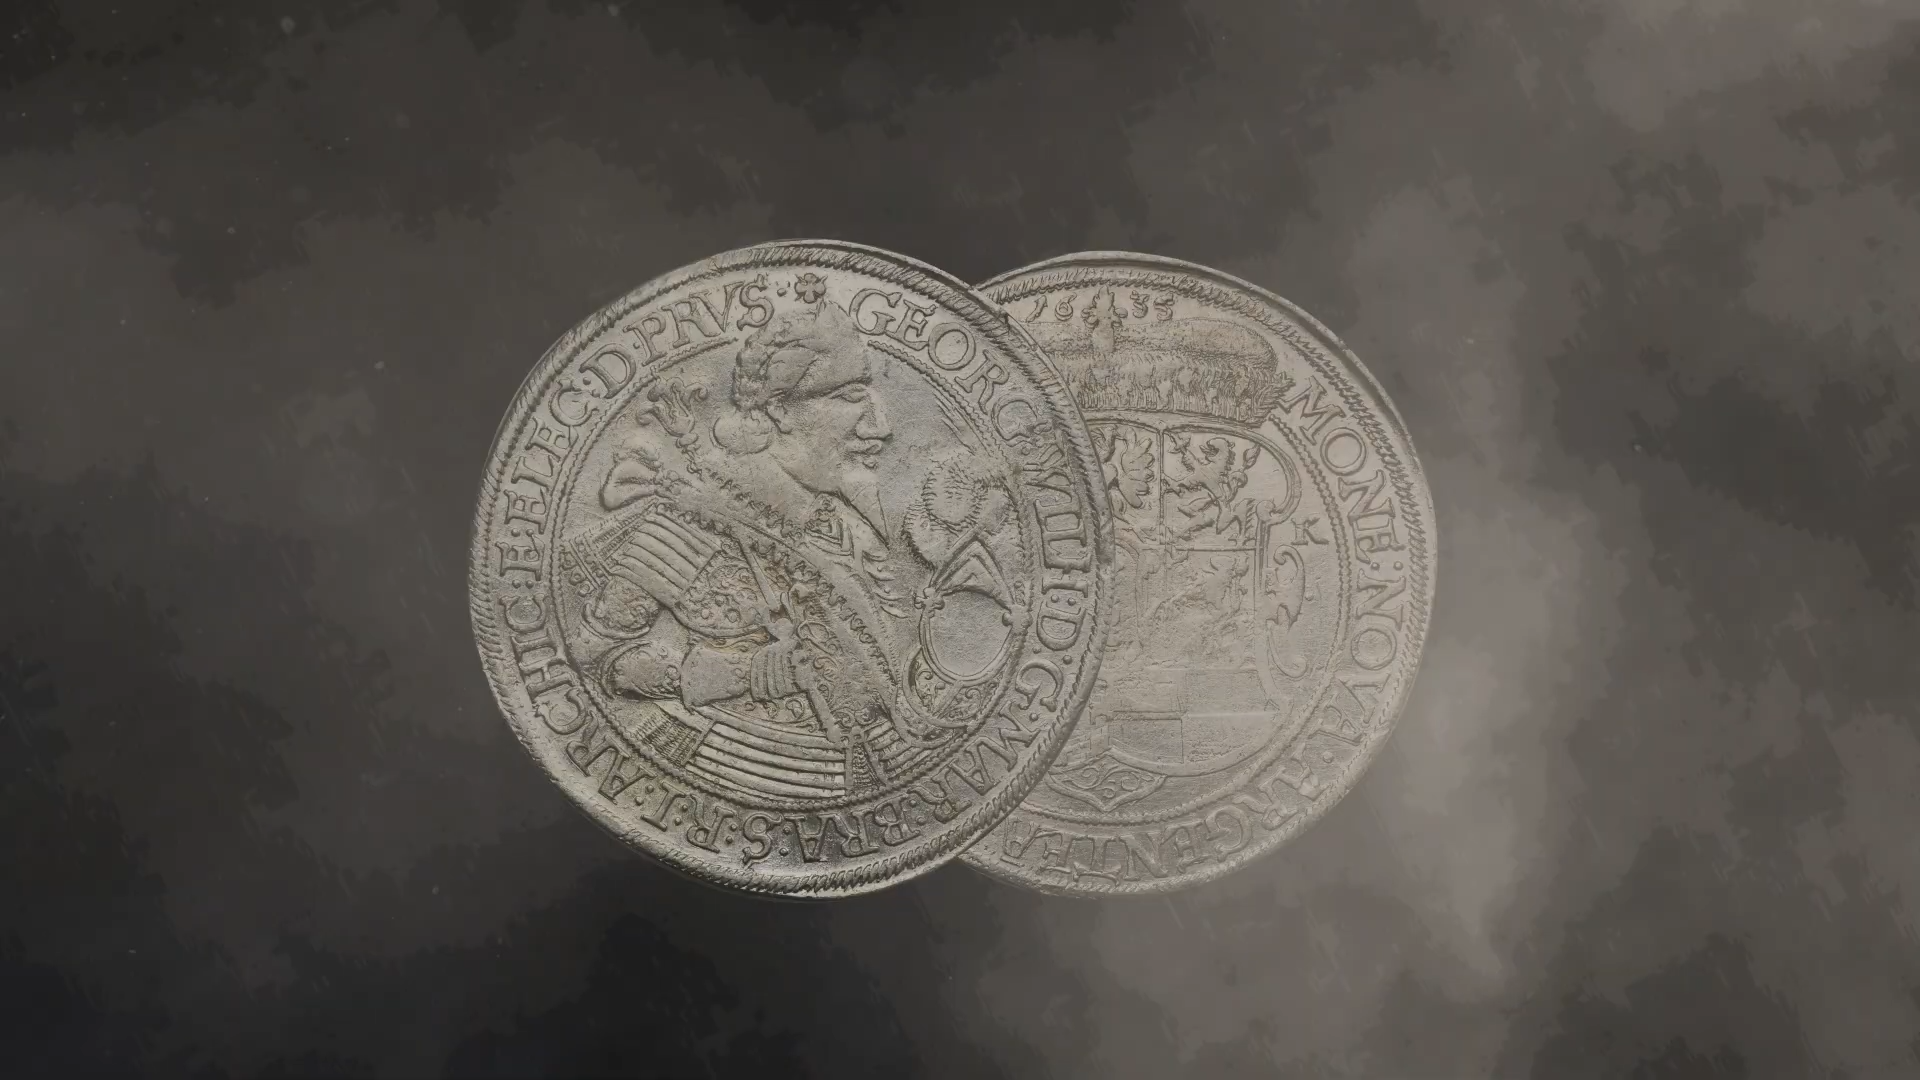 GEORG:WILH:D:G:MAR:BRA:S:R:I:ARCHIC:E:ELEC:D:PRVS·
1635
MONE:NOVA·ARGENTEA